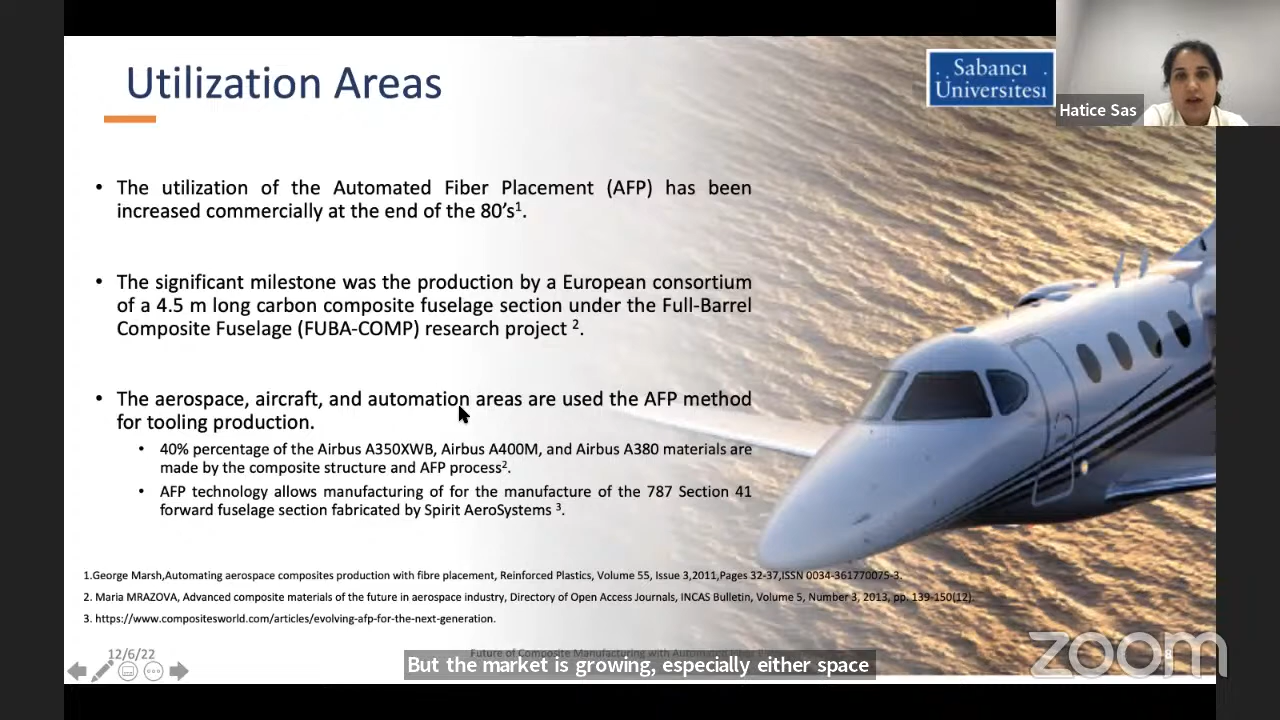 Utilization Areas
Sabancı
Üniversitesi
Hatice Sas
• The utilization of the Automated Fiber Placement (AFP) has been
increased commercially at the end of the 80's1.
• The significant milestone was the production by a European consortium
of a 4.5 m long carbon composite fuselage section under the Full-Barrel
Composite Fuselage (FUBA-COMP) research project 2.
• The aerospace, aircraft, and automation areas are used the AFP method
for tooling production.
• 40% percentage of the Airbus A350XWB, Airbus A400M, and Airbus A380 materials are
made by the composite structure and AFP process2.
• AFP technology allows manufacturing of for the manufacture of the 787 Section 41
forward fuselage section fabricated by Spirit AeroSystems 3.
1.George Marsh,Automating aerospace composites production with fibre placement, Reinforced Plastics, Volume 55, Issue 3,2011,Pages 32-37,ISSN 0034-361770075-3.
2. Maria MRAZOVA, Advanced composite materials of the future in aerospace industry, Directory of Open Access Journals, INCAS Bulletin, Volume 5, Number 3, 2013, pp. 139-150(12).
3. https://www.compositesworld.com/articles/evolving-afp-for-the-next-generation.
12/6/22
Future of Composite Manufacturing with Automated Fiber
8
But the market is growing, especially either space
zoom